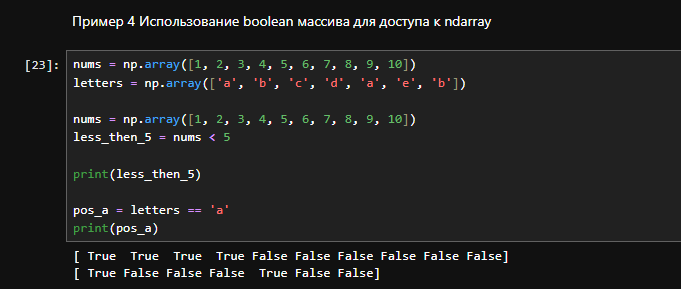 Пример 4 Использование boolean массива для доступа к ndarray
[23]: nums = np.array([1, 2, 3, 4, 5, 6, 7, 8, 9, 10])
letters = np.array(['a', 'b', 'c', 'd', 'a', 'e', 'b'])
nums = np.array([1, 2, 3, 4, 5, 6, 7, 8, 9, 10])
less_then_5 = nums < 5
print(less_then_5)
pos_a = letters == 'a'
print(pos_a)
[ True  True  True  True False False False False False False]
[ True False False False  True False False]